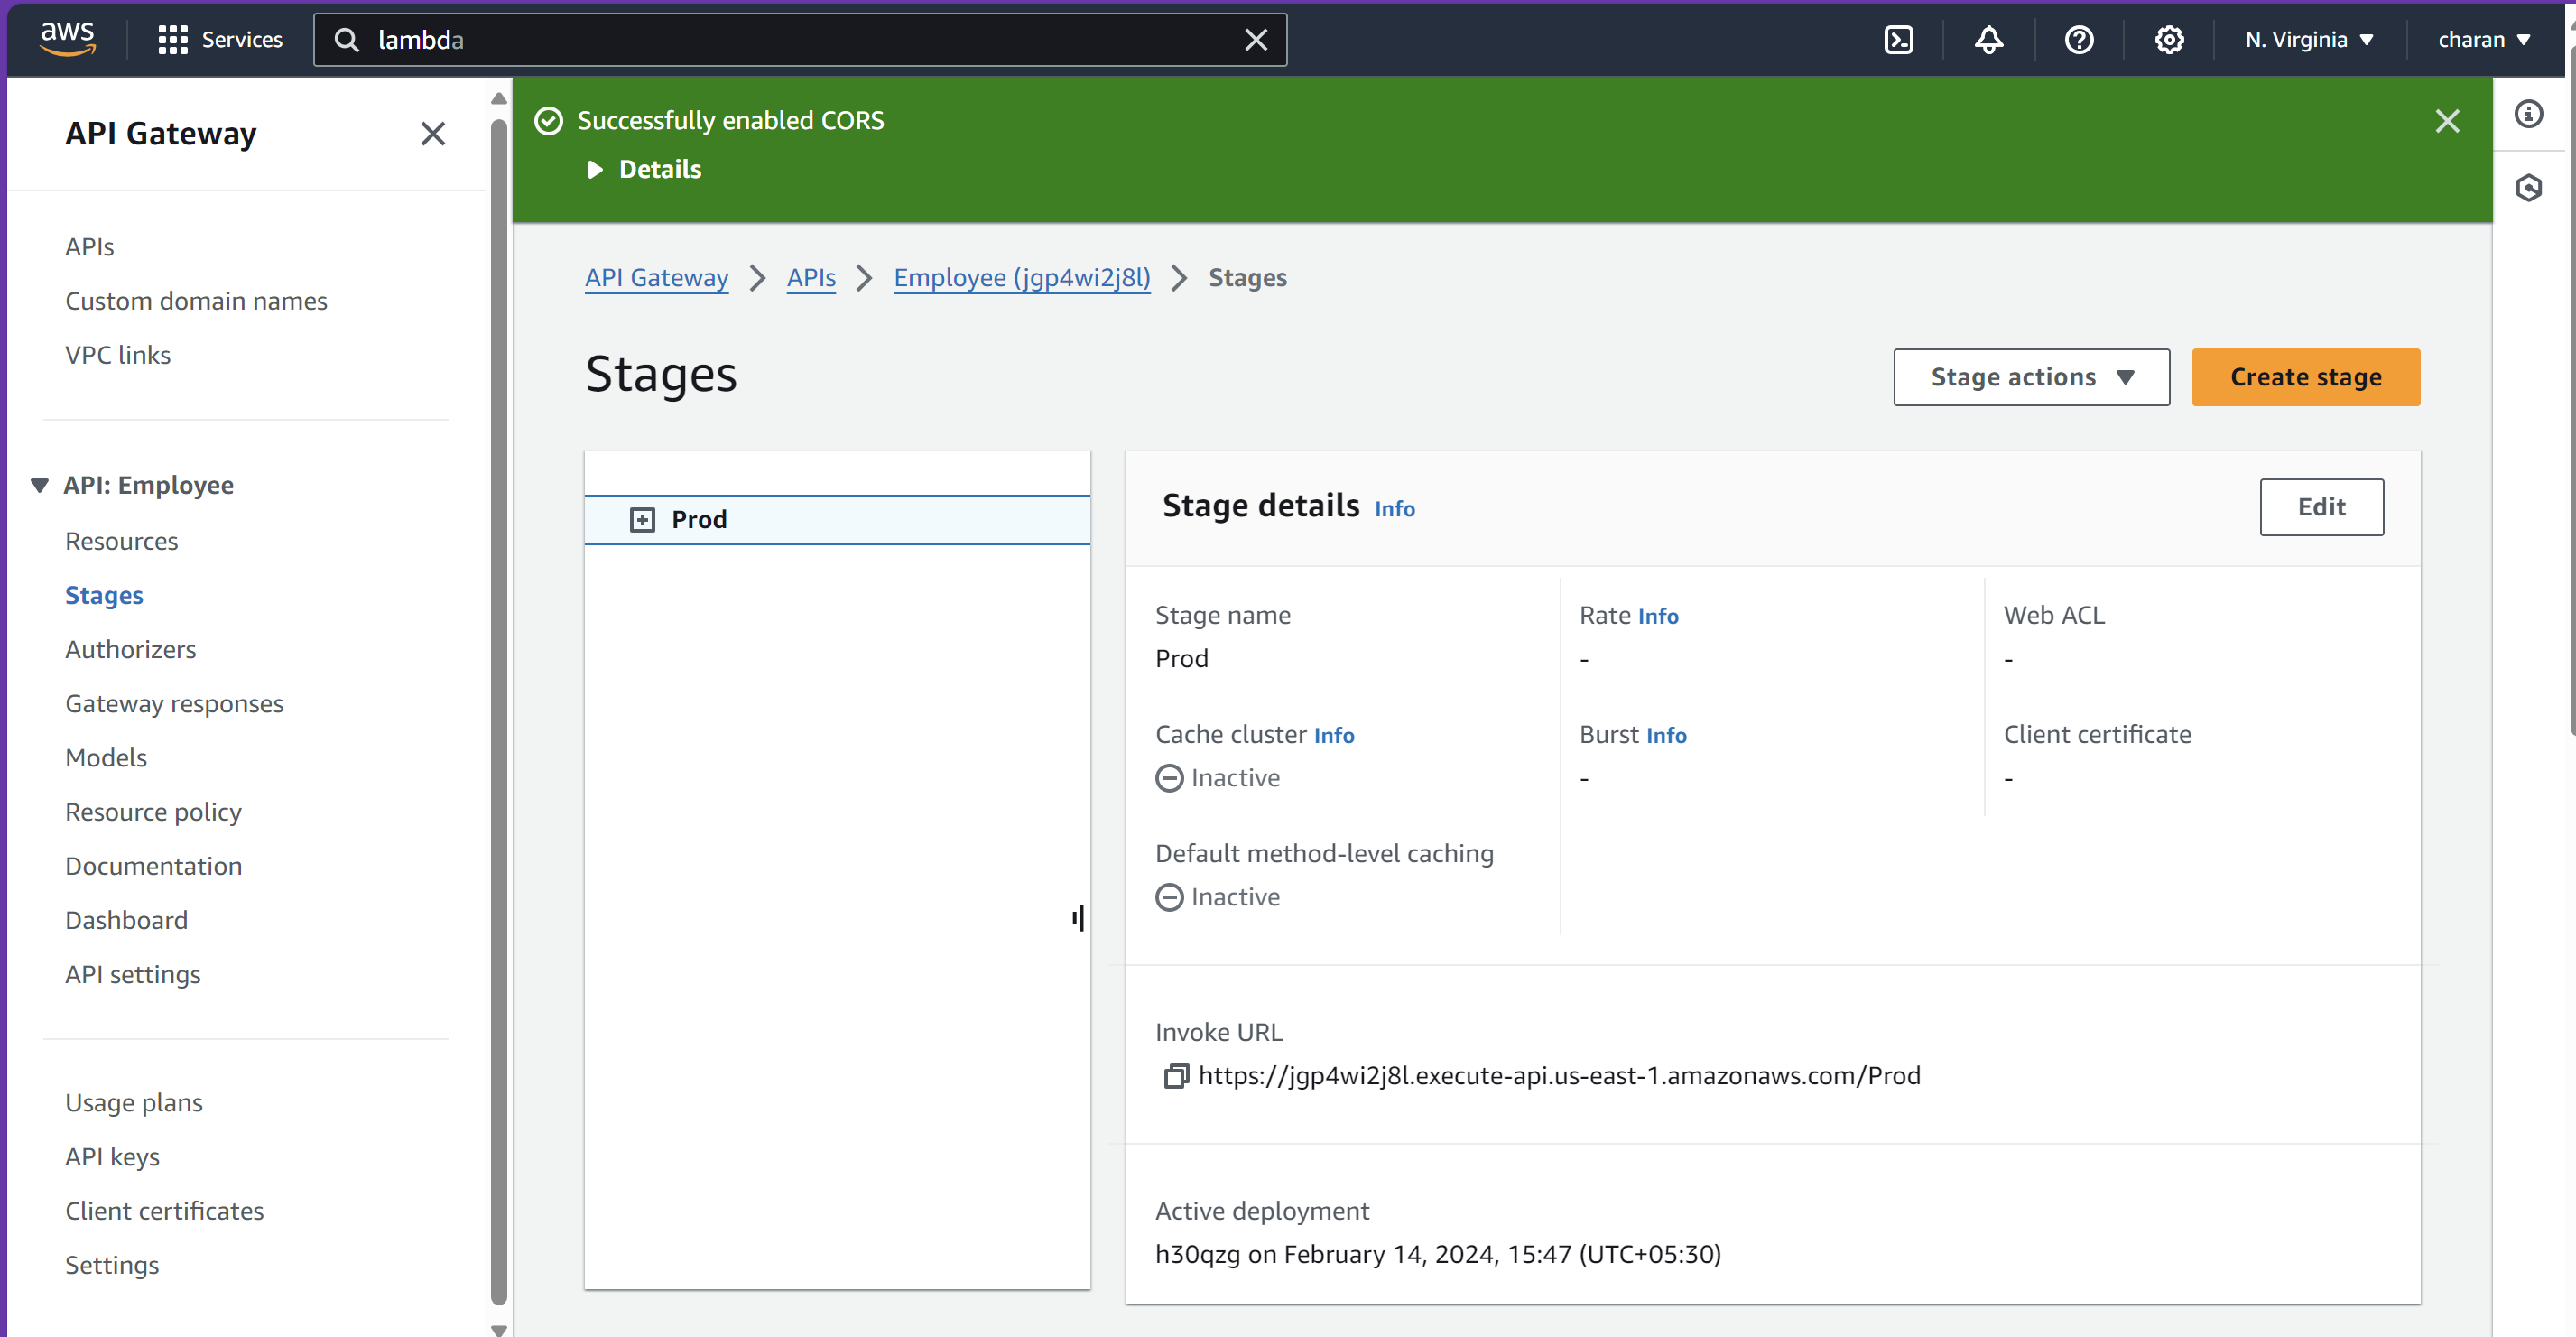 aws
Services
lambda
N. Virginia
charan
API Gateway
APIs
Custom domain names
VPC links
API: Employee
Resources
Stages
Authorizers
Gateway responses
Models
Resource policy
Documentation
Dashboard
API settings
Usage plans
API keys
Client certificates
Settings
Successfully enabled CORS
Details
API Gateway > APIs > Employee (jgp4wi2j8l) > Stages
Stages
Stage actions
Create stage
Prod
Stage details Info
Edit
Stage name
Prod
Rate Info
-
Web ACL
-
Cache cluster Info
Inactive
Burst Info
-
Client certificate
-
Default method-level caching
Inactive
Invoke URL
https://jgp4wi2j8l.execute-api.us-east-1.amazonaws.com/Prod
Active deployment
h30qzg on February 14, 2024, 15:47 (UTC+05:30)